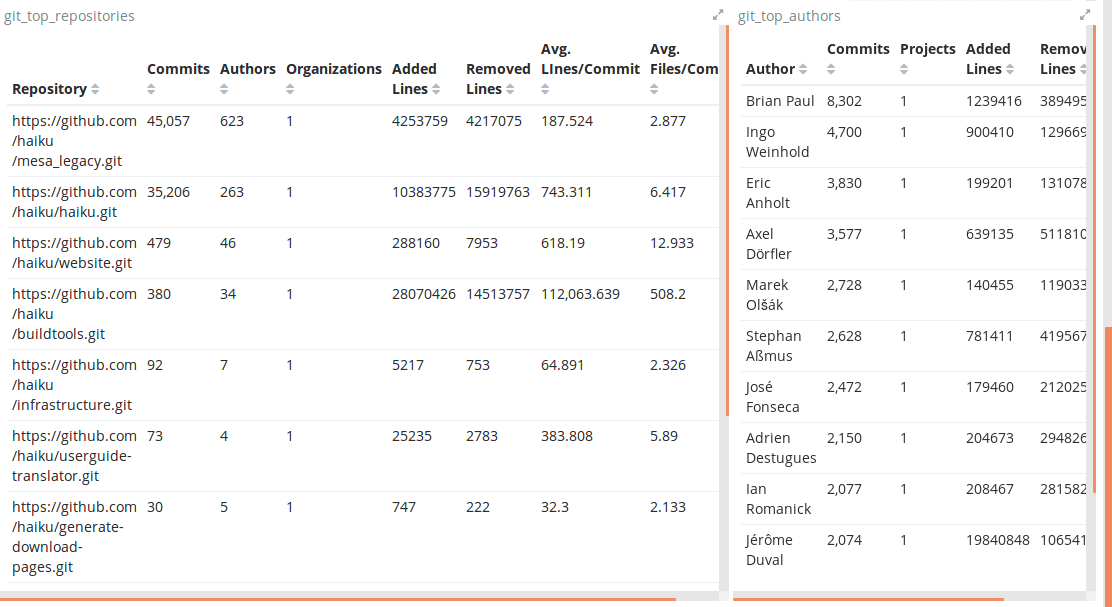 git_top_repositories
Repository Commits Authors Organizations Added Lines Removed Lines Avg. LInes/Commit Avg. Files/Com
https://github.com 45,057 623 1 4253759 4217075 187.524 2.877
/haiku
/mesa_legacy.git
https://github.com 35,206 263 1 10383775 15919763 743.311 6.417
/haiku/haiku.git
https://github.com 479 46 1 288160 7953 618.19 12.933
/haiku/website.git
https://github.com 380 34 1 28070426 14513757 112,063.639 508.2
/haiku
/buildtools.git
https://github.com 92 7 1 5217 753 64.891 2.326
/haiku
/infrastructure.git
https://github.com 73 4 1 25235 2783 383.808 5.89
/haiku/userguide-
translator.git
https://github.com 30 5 1 747 222 32.3 2.133
/haiku/generate-
download-
pages.git
git_top_authors
Author Commits Projects Added Lines Remov Lines
Brian Paul 8,302 1 1239416 389495
Ingo 4,700 1 900410 129669
Weinhold
Eric 3,830 1 199201 131078
Anholt
Axel 3,577 1 639135 511810
Dörfler
Marek 2,728 1 140455 119033
Olšák
Stephan 2,628 1 781411 419567
Aßmus
José 2,472 1 179460 212025
Fonseca
Adrien 2,150 1 204673 294826
Destugues
Ian 2,077 1 208467 281582
Romanick
Jérôme 2,074 1 19840848 106541
Duval